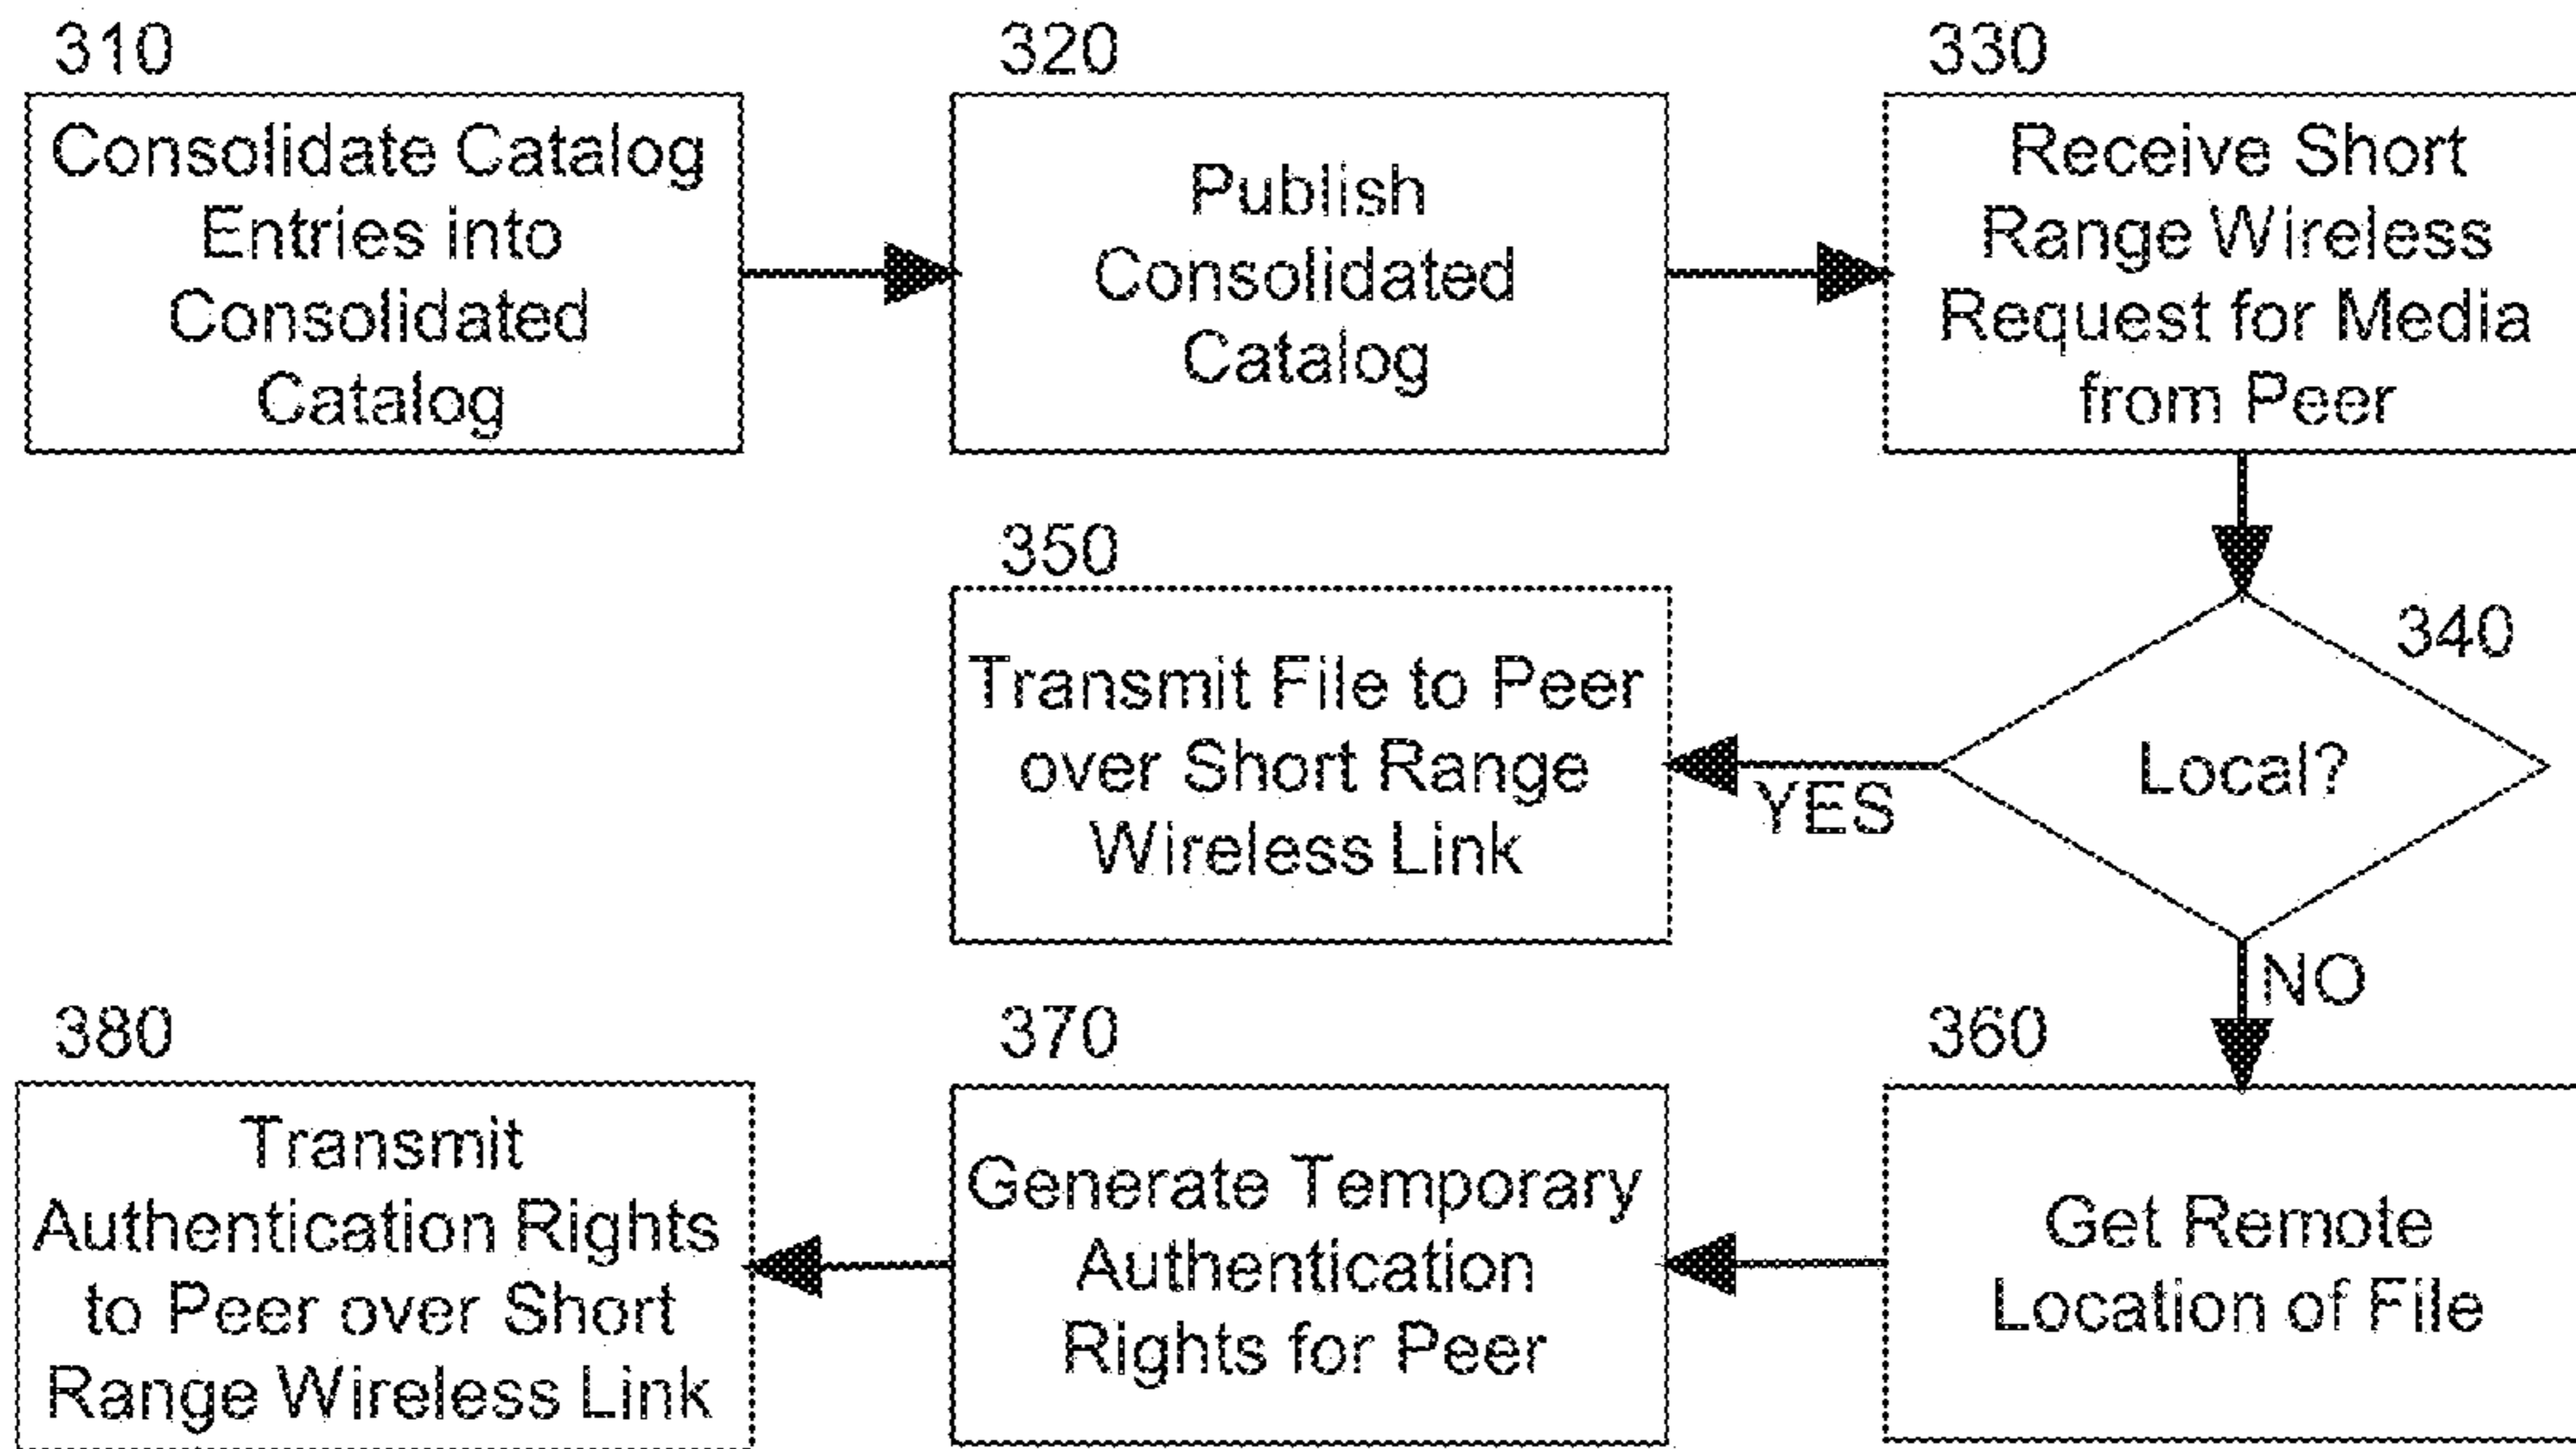 310
Consolidate Catalog
Entries into
Consolidated
Catalog
320
Publish
Consolidated
Catalog
330
Receive Short
Range Wireless
Request for Media
from Peer
340
Local?
YES
NO
350
Transmit File to Peer
over Short Range
Wireless Link
360
Get Remote
Location of File
370
Generate Temporary
Authentication
Rights for Peer
380
Transmit
Authentication Rights
to Peer over Short
Range Wireless Link